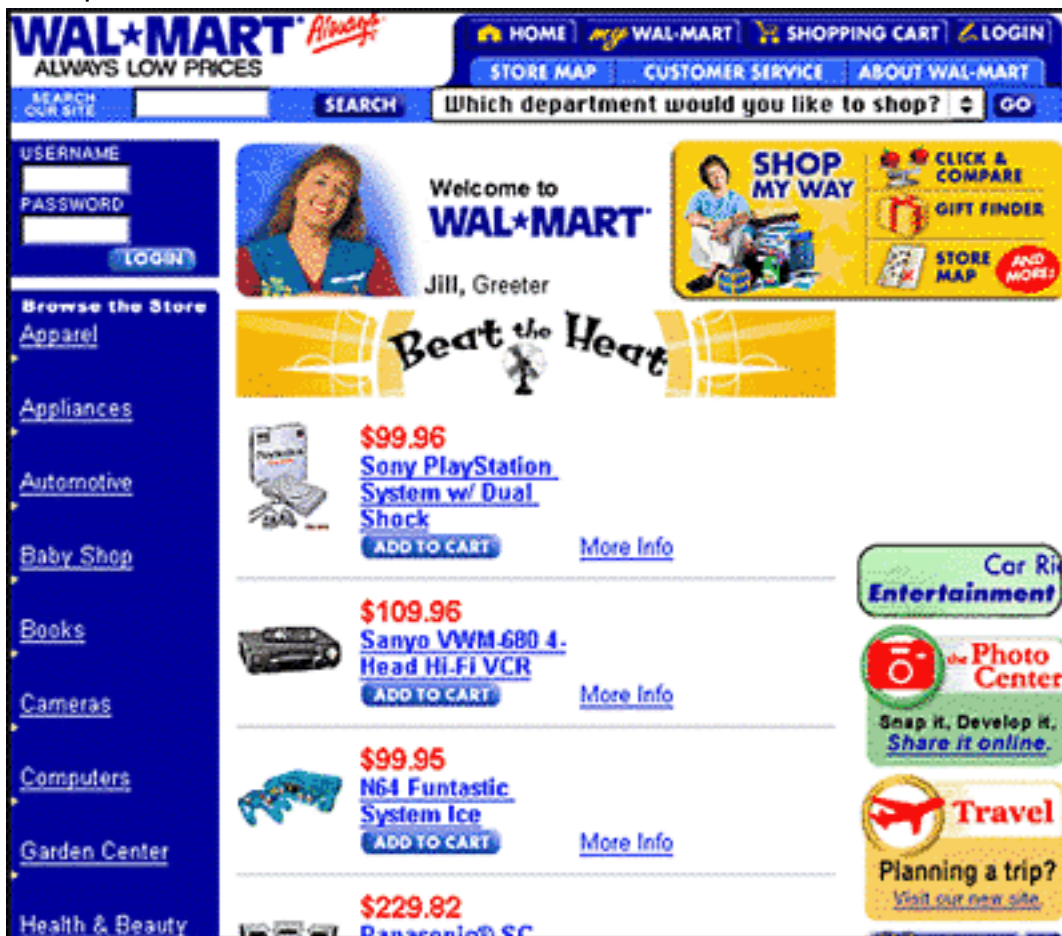 WAL★MART® Always.
ALWAYS LOW PRICES
HOME my WAL-MART SHOPPING CART LOGIN
STORE MAP CUSTOMER SERVICE ABOUT WAL-MART
SEARCH
OUR SITE
SEARCH Which department would you like to shop? GO
USERNAME
PASSWORD
LOGIN
Welcome to
WAL★MART®
Jill, Greeter
SHOP
MY WAY
CLICK &
COMPARE
GIFT FINDER
STORE
MAP
AND
MORE!
Beat the Heat
Browse the Store
Apparel
Appliances
Automotive
Baby Shop
Books
Cameras
Computers
Garden Center
Health & Beauty
$99.96
Sony PlayStation
System w/ Dual
Shock
ADD TO CART More Info
$109.96
Sanyo VWM-680 4-
Head Hi-Fi VCR
ADD TO CART More Info
$99.95
N64 Funtastic
System Ice
ADD TO CART More Info
$229.82
Panasonic® SC
Car Ri
Entertainment
the Photo
Center
Snap it, Develop it,
Share it online.
Travel
Planning a trip?
Visit our new site.